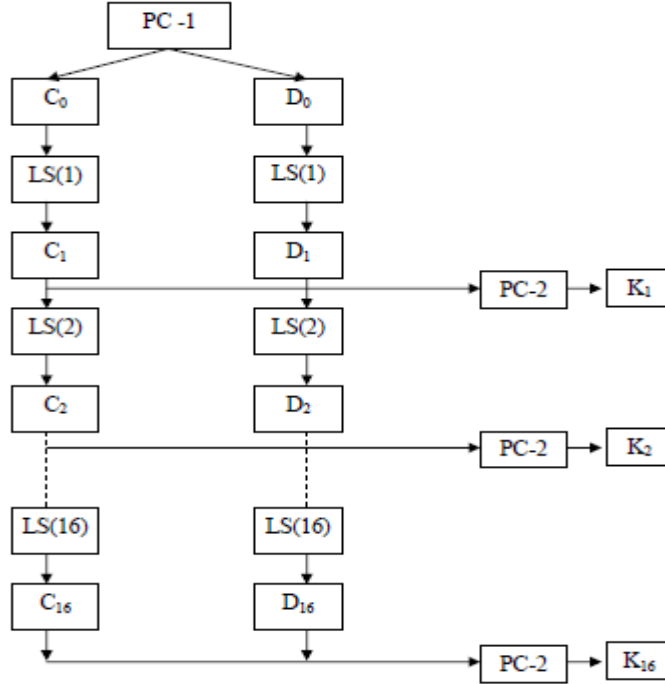 PC -1
C₀ D₀
LS(1) LS(1)
C₁ D₁
PC-2 K₁
LS(2) LS(2)
C₂ D₂
PC-2 K₂
LS(16) LS(16)
C₁₆ D₁₆
PC-2 K₁₆